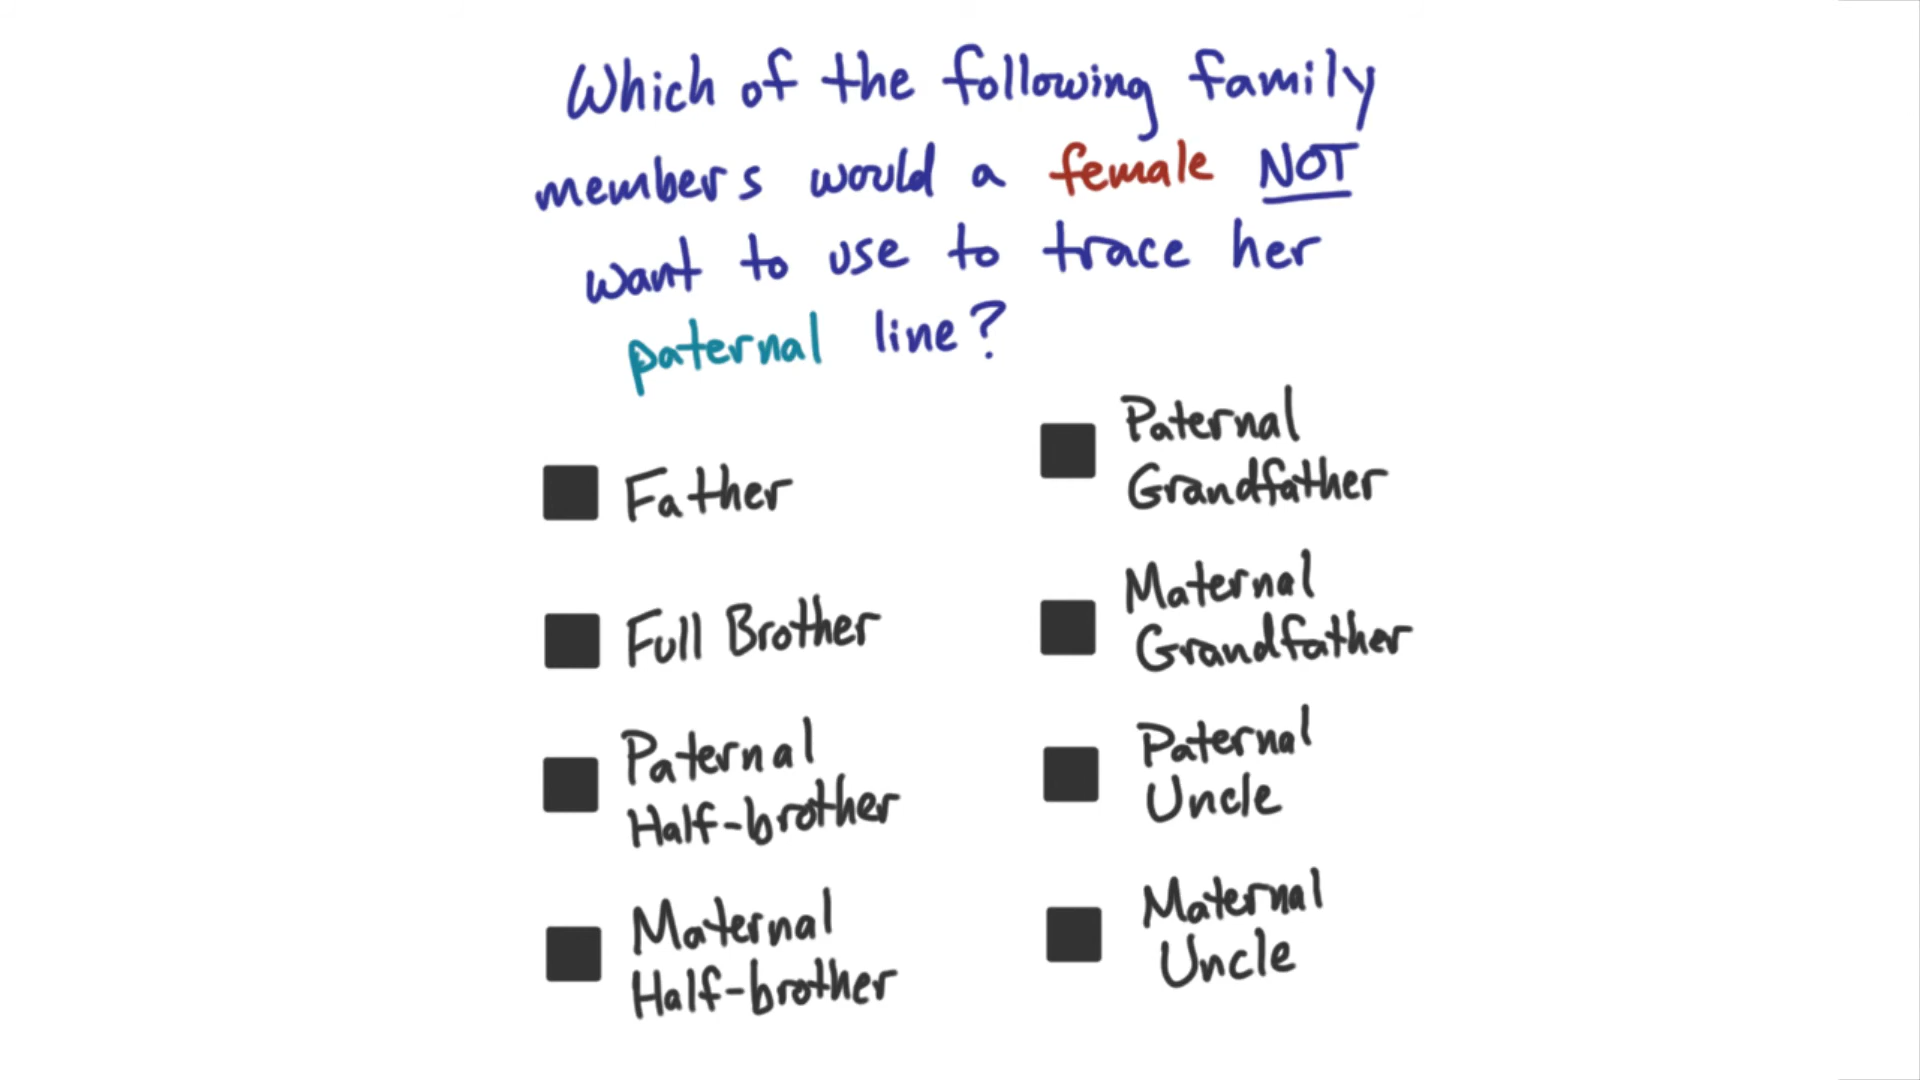 Which of the following family
members would a female NOT
want to use to trace her
paternal line?
Father
Full Brother
Paternal
Half-brother
Maternal
Half-brother
Paternal
Grandfather
Maternal
Grandfather
Paternal
Uncle
Maternal
Uncle